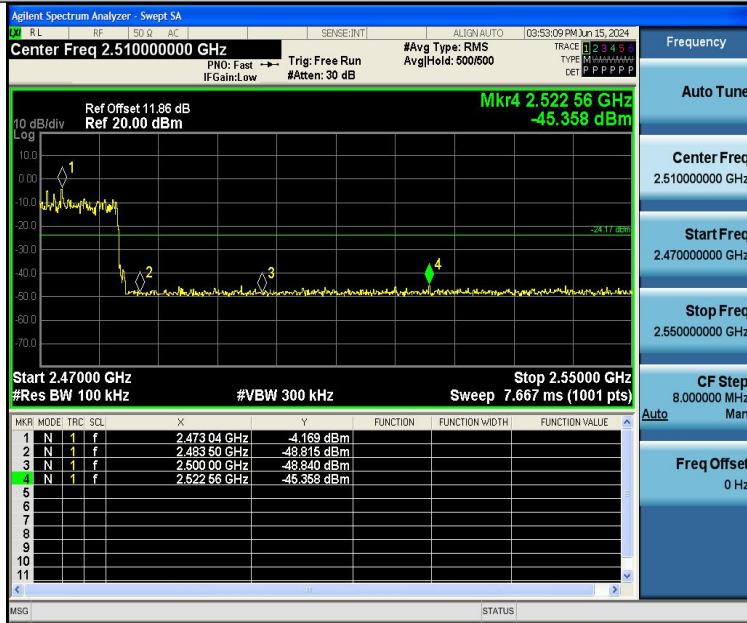 Agilent Spectrum Analyzer - Swept SA
LXI RL RF 50 Ω AC SENSE:INT ALIGN AUTO 03:53:09 PM Jun 15, 2024
Center Freq 2.510000000 GHz
PNO: Fast
IFGain:Low
Trig: Free Run
#Atten: 30 dB
#Avg Type: RMS
Avg|Hold: 500/500
TRACE 1 2 3 4 5 6
TYPE MWWWWW
DET P P P P P P
Mkr4 2.522 56 GHz
-45.358 dBm
Ref Offset 11.86 dB
10 dB/div Ref 20.00 dBm
Log
10.0
0.00
-10.0
-20.0
-30.0
-40.0
-50.0
-60.0
-70.0
1
2
3
4
-24.17 dBm
Start 2.47000 GHz Stop 2.55000 GHz
#Res BW 100 kHz #VBW 300 kHz Sweep 7.667 ms (1001 pts)
MKR MODE TRC SCL X Y FUNCTION FUNCTION WIDTH FUNCTION VALUE
1 N 1 f 2.473 04 GHz -4.169 dBm
2 N 1 f 2.483 50 GHz -48.815 dBm
3 N 1 f 2.500 00 GHz -48.840 dBm
4 N 1 f 2.522 56 GHz -45.358 dBm
5
6
7
8
9
10
11
MSG STATUS
Frequency
Auto Tune
Center Freq
2.510000000 GHz
Start Freq
2.470000000 GHz
Stop Freq
2.550000000 GHz
CF Step
8.000000 MHz
Auto Man
Freq Offset
0 Hz